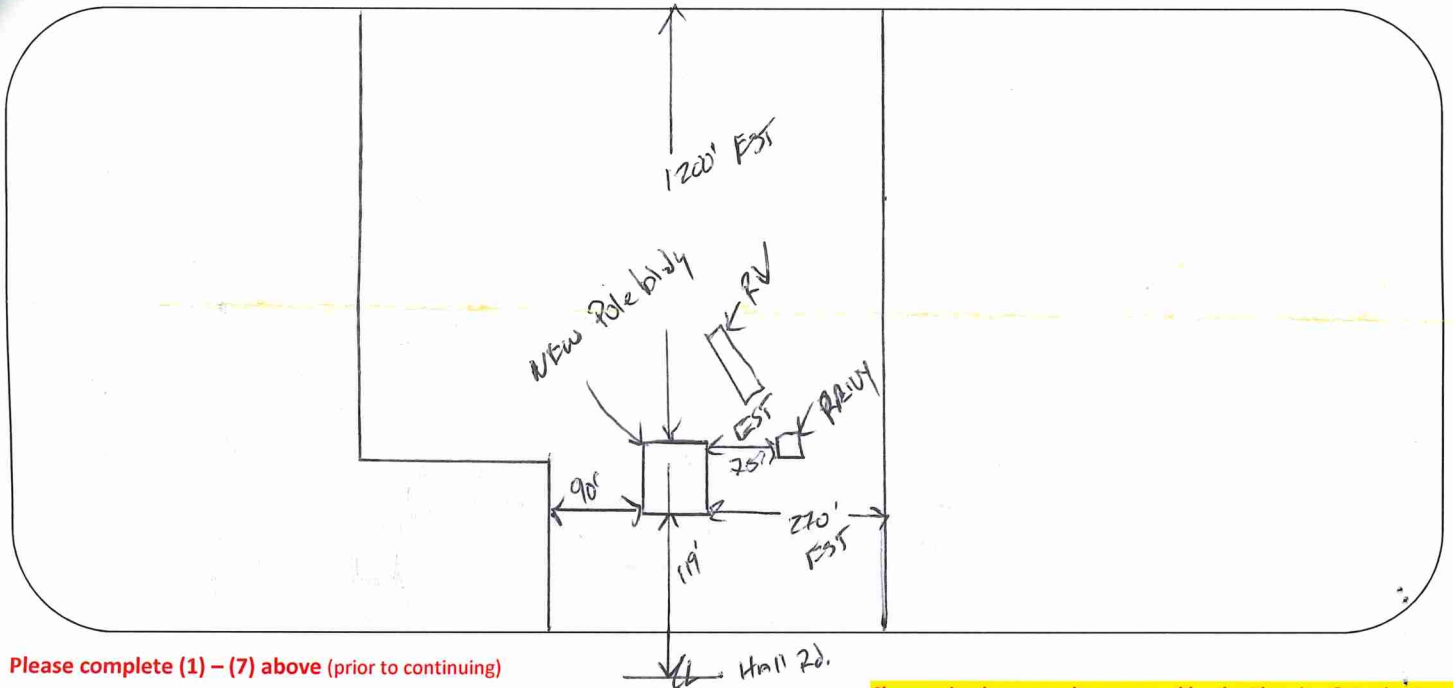 1200' EST
NEW Pole bldg
RV
EST
75'
PRIVY
90'
270'
EST
119'
CL Hall Rd.
Please complete (1) – (7) above (prior to continuing)